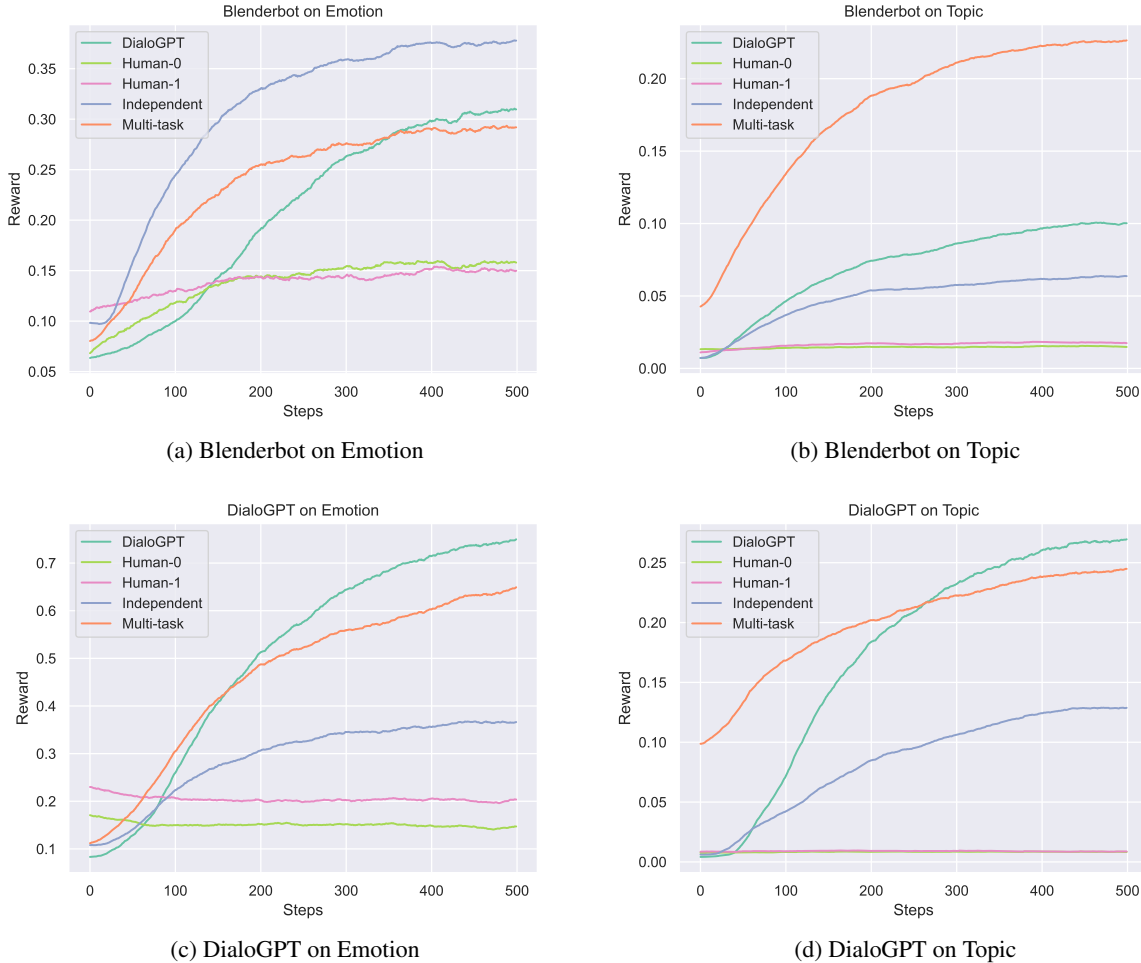 Blenderbot on Emotion
DialoGPT
Human-0
Human-1
Independent
Multi-task
0.35
0.30
0.25
0.20
0.15
0.10
0.05
Reward
0 100 200 300 400 500
Steps
(a) Blenderbot on Emotion
Blenderbot on Topic
DialoGPT
Human-0
Human-1
Independent
Multi-task
0.20
0.15
0.10
0.05
0.00
Reward
0 100 200 300 400 500
Steps
(b) Blenderbot on Topic
DialoGPT on Emotion
DialoGPT
Human-0
Human-1
Independent
Multi-task
0.7
0.6
0.5
0.4
0.3
0.2
0.1
Reward
0 100 200 300 400 500
Steps
(c) DialoGPT on Emotion
DialoGPT on Topic
DialoGPT
Human-0
Human-1
Independent
Multi-task
0.25
0.20
0.15
0.10
0.05
0.00
Reward
0 100 200 300 400 500
Steps
(d) DialoGPT on Topic